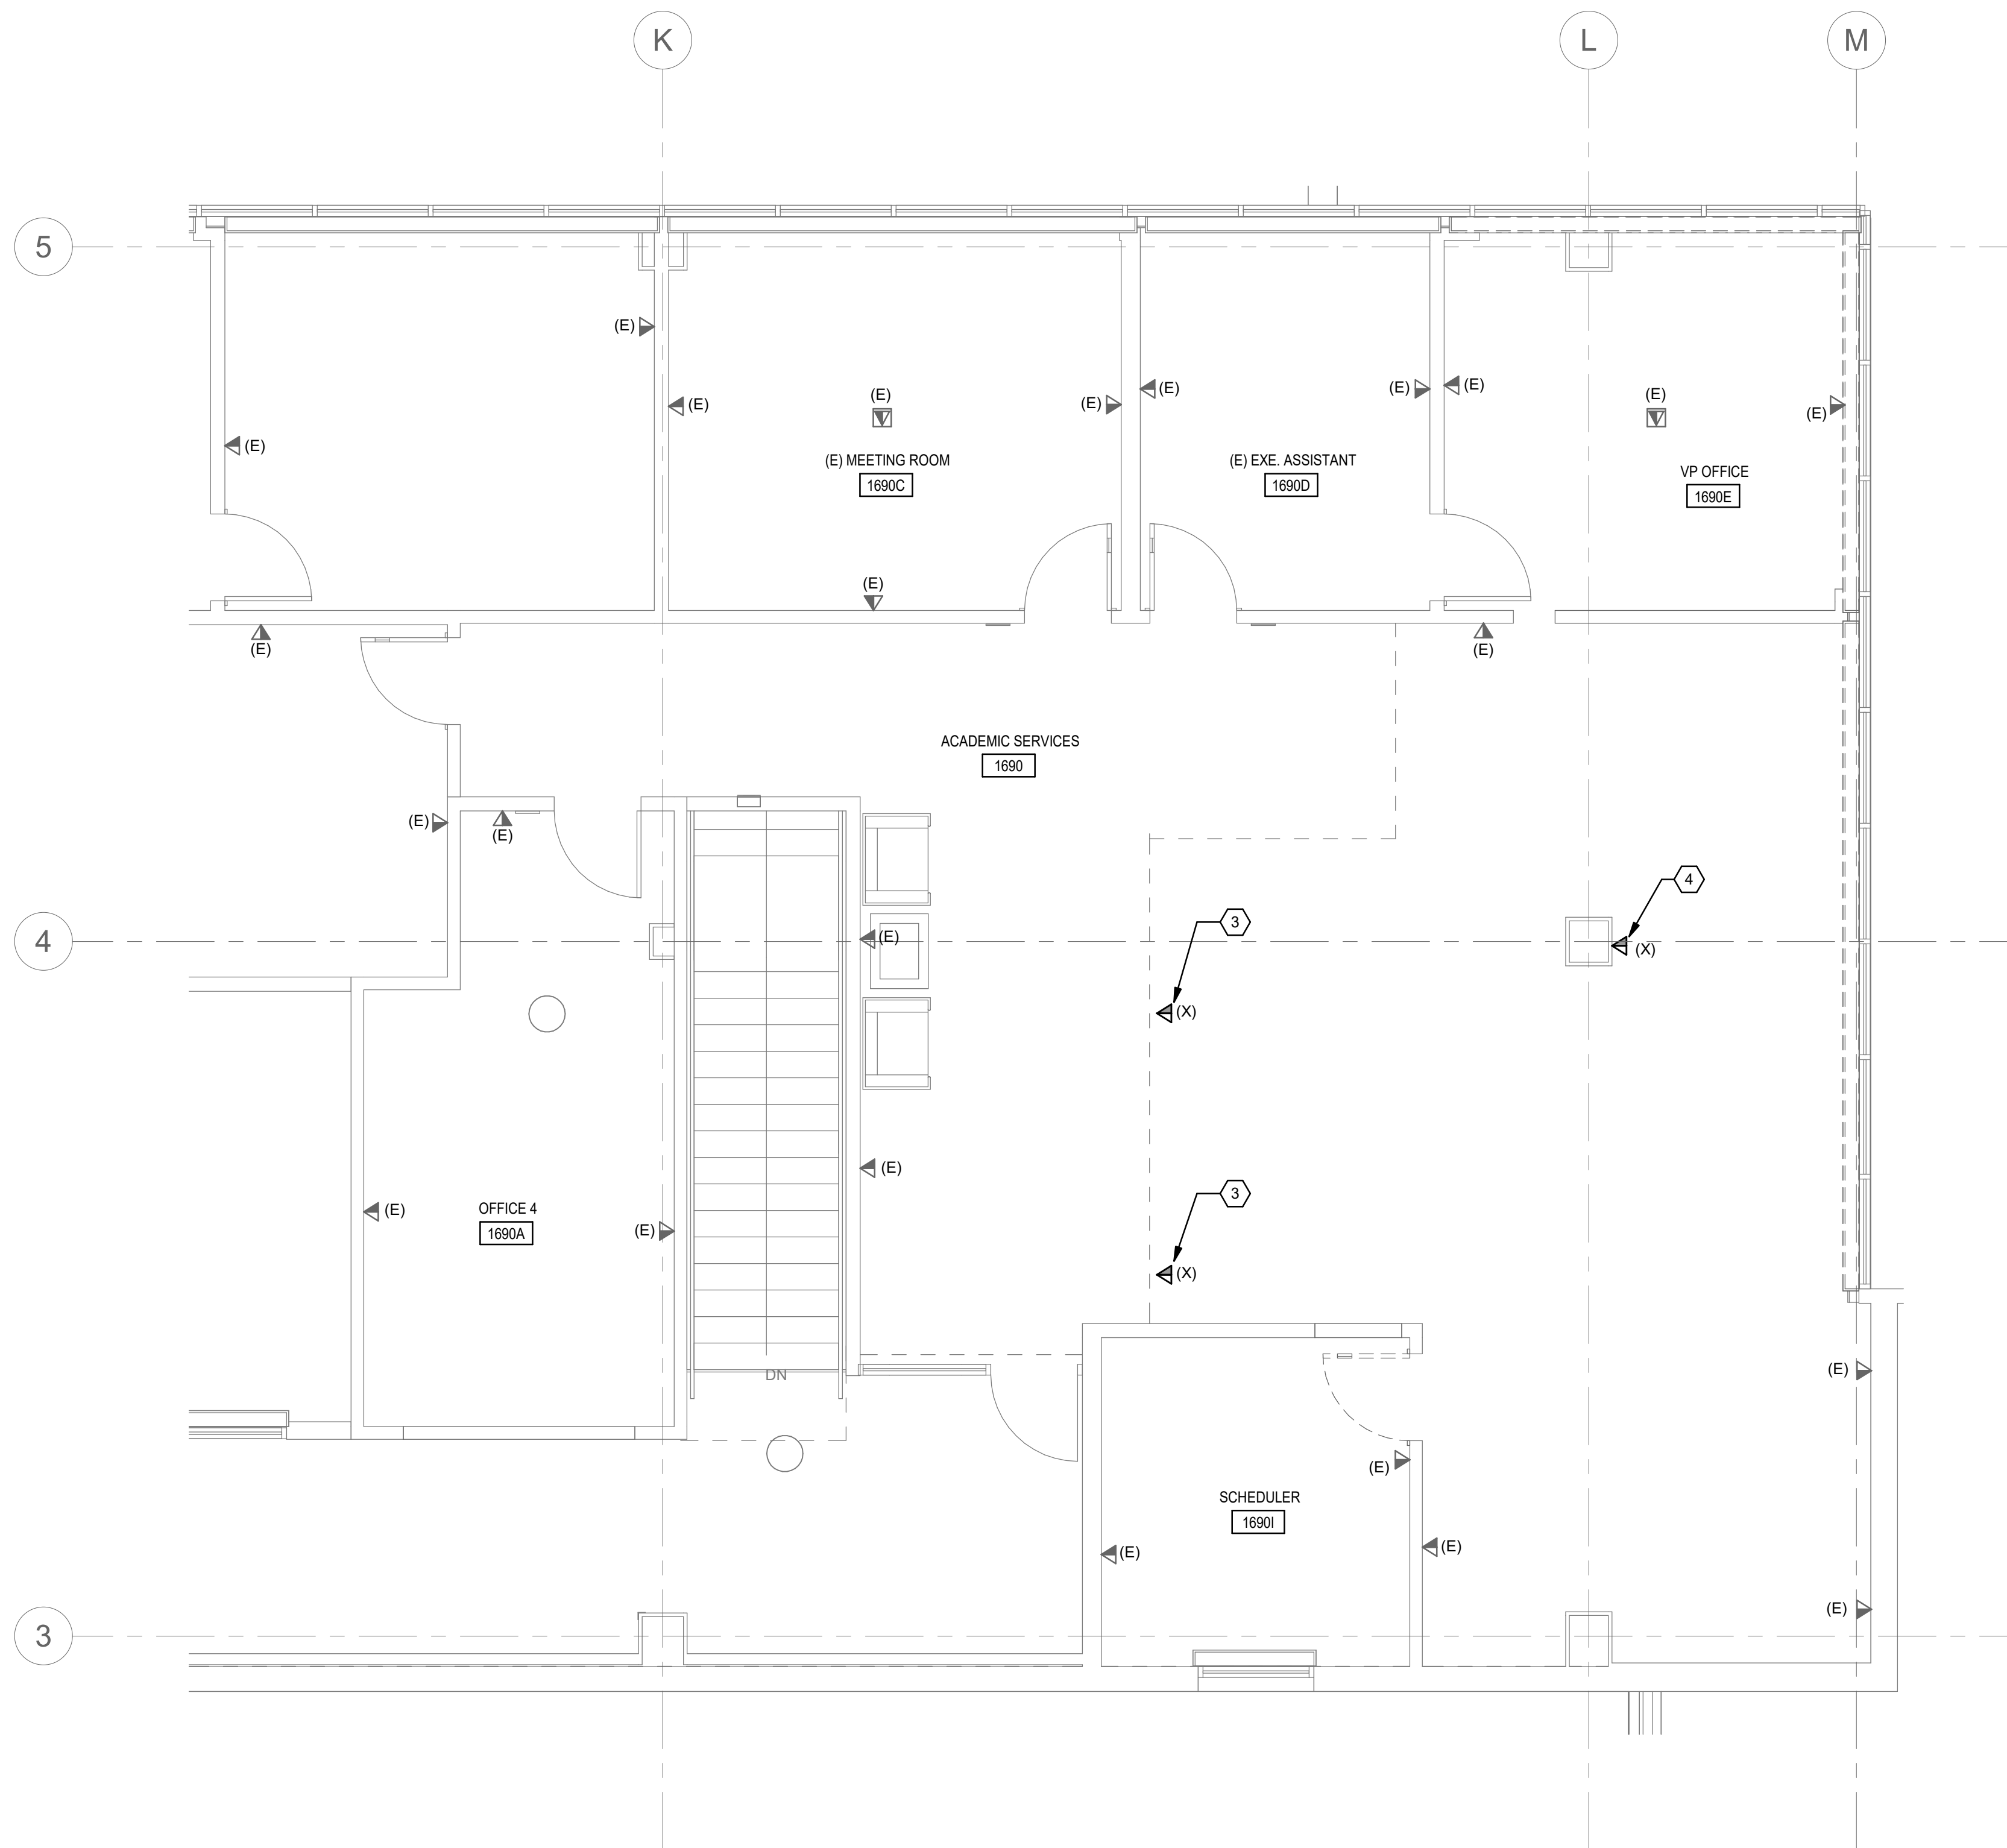 K
L
M
5
(E)
(E)
(E)
(E)
(E)
(E)
(E)
(E)
(E)
(E)
(E)
(E) MEETING ROOM
1690C
(E) EXE. ASSISTANT
1690D
VP OFFICE
1690E
(E)
(E)
(E)
ACADEMIC SERVICES
1690
(E)
(E)
4
3
4
(E)
(X)
(X)
(E)
3
(E)
OFFICE 4
1690A
(E)
(X)
DN
(E)
(E)
SCHEDULER
1690I
(E)
(E)
(E)
3